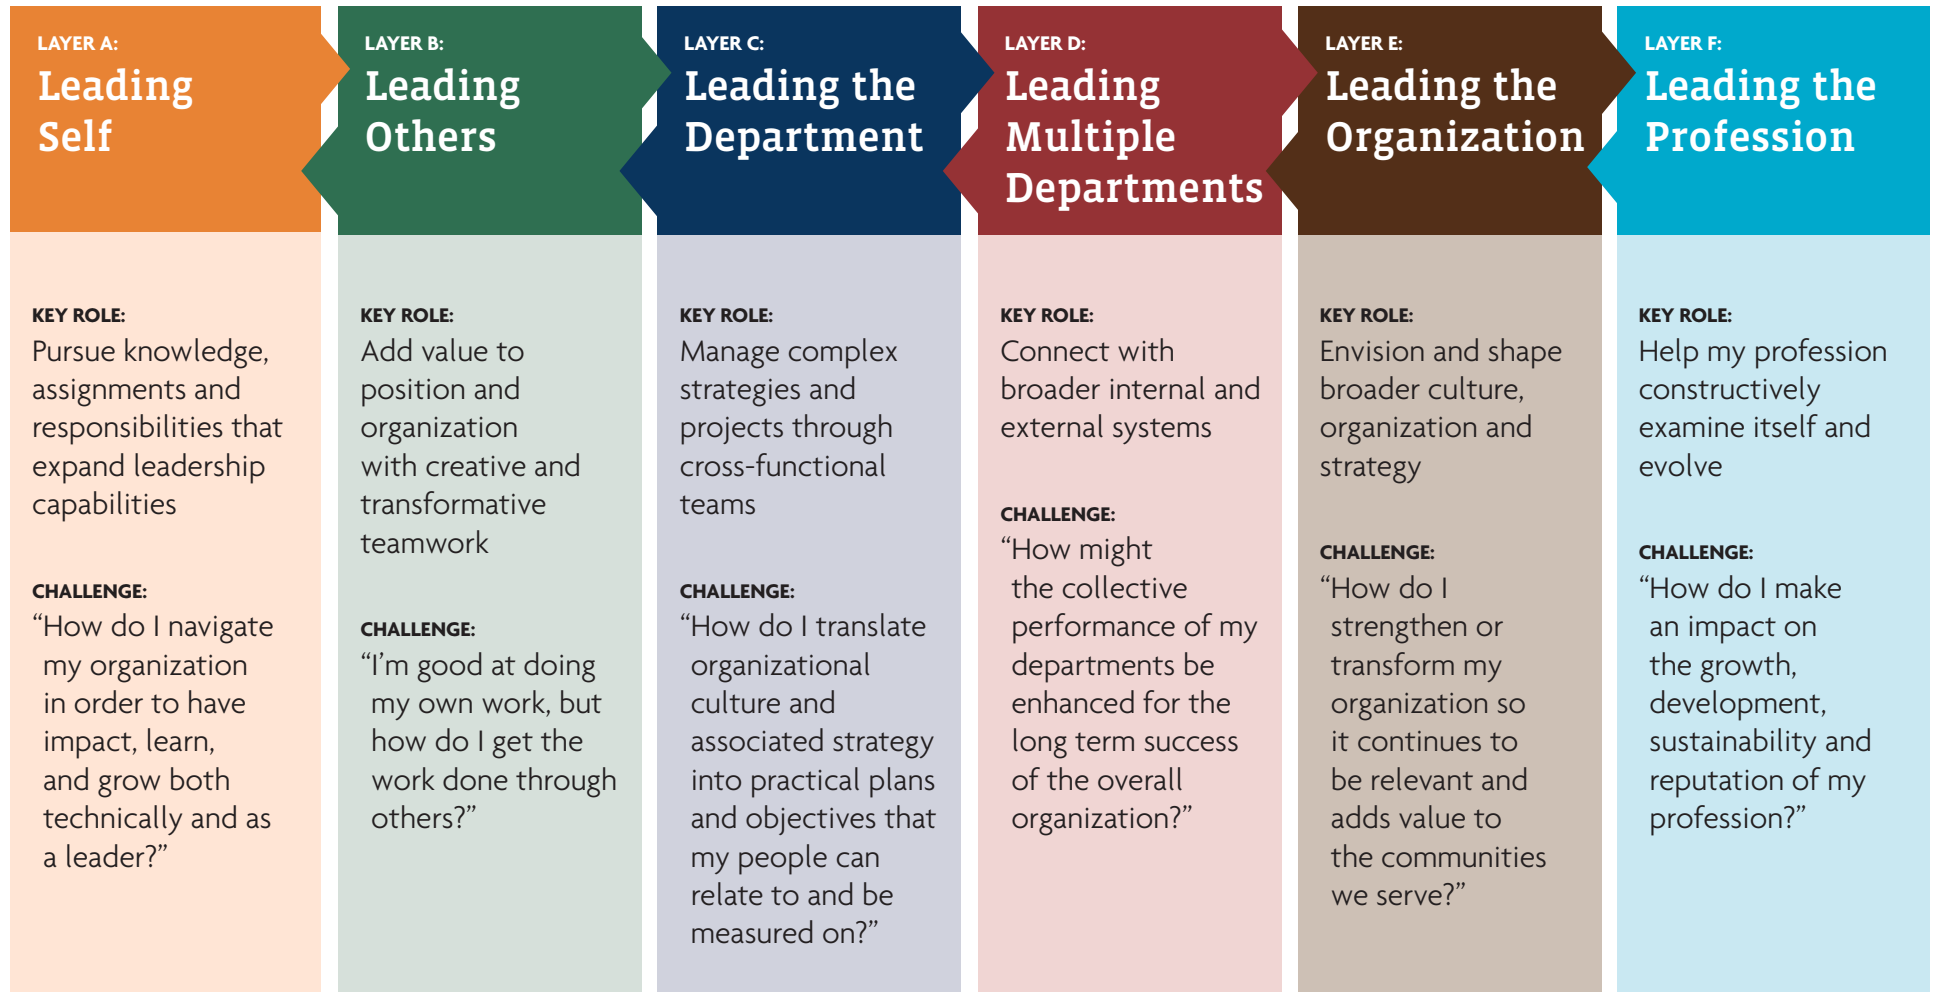 LAYER A:
Leading
Self
KEY ROLE:
Pursue knowledge,
assignments and
responsibilities that
expand leadership
capabilities
CHALLENGE:
“How do I navigate
my organization
in order to have
impact, learn,
and grow both
technically and as
a leader?”
LAYER B:
Leading
Others
KEY ROLE:
Add value to
position and
organization
with creative and
transformative
teamwork
CHALLENGE:
“I’m good at doing
my own work, but
how do I get the
work done through
others?”
LAYER C:
Leading the
Department
KEY ROLE:
Manage complex
strategies and
projects through
cross-functional
teams
CHALLENGE:
“How do I translate
organizational
culture and
associated strategy
into practical plans
and objectives that
my people can
relate to and be
measured on?”
LAYER D:
Leading
Multiple
Departments
KEY ROLE:
Connect with
broader internal and
external systems
CHALLENGE:
“How might
the collective
performance of my
departments be
enhanced for the
long term success
of the overall
organization?”
LAYER E:
Leading the
Organization
KEY ROLE:
Envision and shape
broader culture,
organization and
strategy
CHALLENGE:
“How do I
strengthen or
transform my
organization so
it continues to
be relevant and
adds value to
the communities
we serve?”
LAYER F:
Leading the
Profession
KEY ROLE:
Help my profession
constructively
examine itself and
evolve
CHALLENGE:
“How do I make
an impact on
the growth,
development,
sustainability and
reputation of my
profession?”